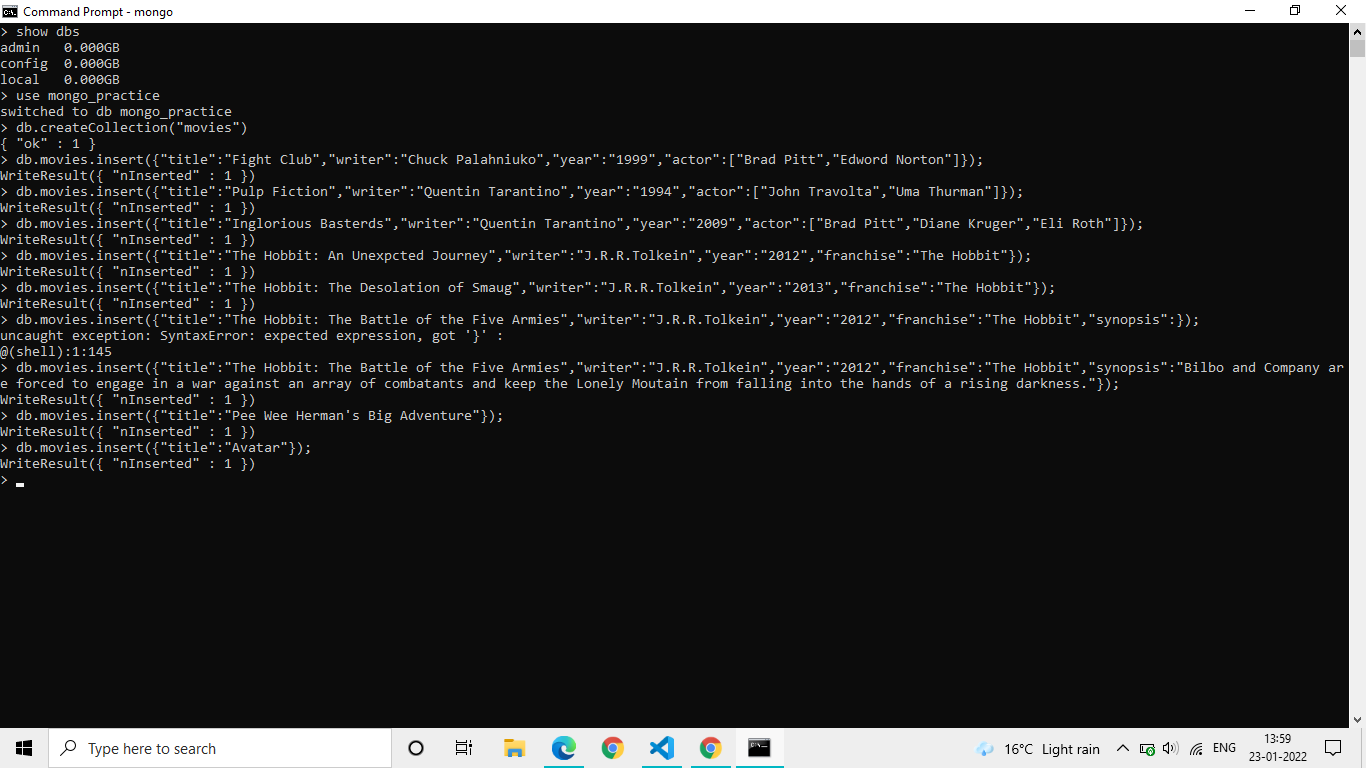 Command Prompt - mongo
> show dbs
admin   0.000GB
config  0.000GB
local   0.000GB
> use mongo_practice
switched to db mongo_practice
> db.createCollection("movies")
{ "ok" : 1 }
> db.movies.insert({"title":"Fight Club","writer":"Chuck Palahniuko","year":"1999","actor":["Brad Pitt","Edword Norton"]});
WriteResult({ "nInserted" : 1 })
> db.movies.insert({"title":"Pulp Fiction","writer":"Quentin Tarantino","year":"1994","actor":["John Travolta","Uma Thurman"]});
WriteResult({ "nInserted" : 1 })
> db.movies.insert({"title":"Inglorious Basterds","writer":"Quentin Tarantino","year":"2009","actor":["Brad Pitt","Diane Kruger","Eli Roth"]});
WriteResult({ "nInserted" : 1 })
> db.movies.insert({"title":"The Hobbit: An Unexpcted Journey","writer":"J.R.R.Tolkein","year":"2012","franchise":"The Hobbit"});
WriteResult({ "nInserted" : 1 })
> db.movies.insert({"title":"The Hobbit: The Desolation of Smaug","writer":"J.R.R.Tolkein","year":"2013","franchise":"The Hobbit"});
WriteResult({ "nInserted" : 1 })
> db.movies.insert({"title":"The Hobbit: The Battle of the Five Armies","writer":"J.R.R.Tolkein","year":"2012","franchise":"The Hobbit","synopsis":});
uncaught exception: SyntaxError: expected expression, got '}' :
@(shell):1:145
> db.movies.insert({"title":"The Hobbit: The Battle of the Five Armies","writer":"J.R.R.Tolkein","year":"2012","franchise":"The Hobbit","synopsis":"Bilbo and Company ar
e forced to engage in a war against an array of combatants and keep the Lonely Moutain from falling into the hands of a rising darkness."});
WriteResult({ "nInserted" : 1 })
> db.movies.insert({"title":"Pee Wee Herman's Big Adventure"});
WriteResult({ "nInserted" : 1 })
> db.movies.insert({"title":"Avatar"});
WriteResult({ "nInserted" : 1 })
>
Type here to search
16°C Light rain
ENG
13:59
23-01-2022